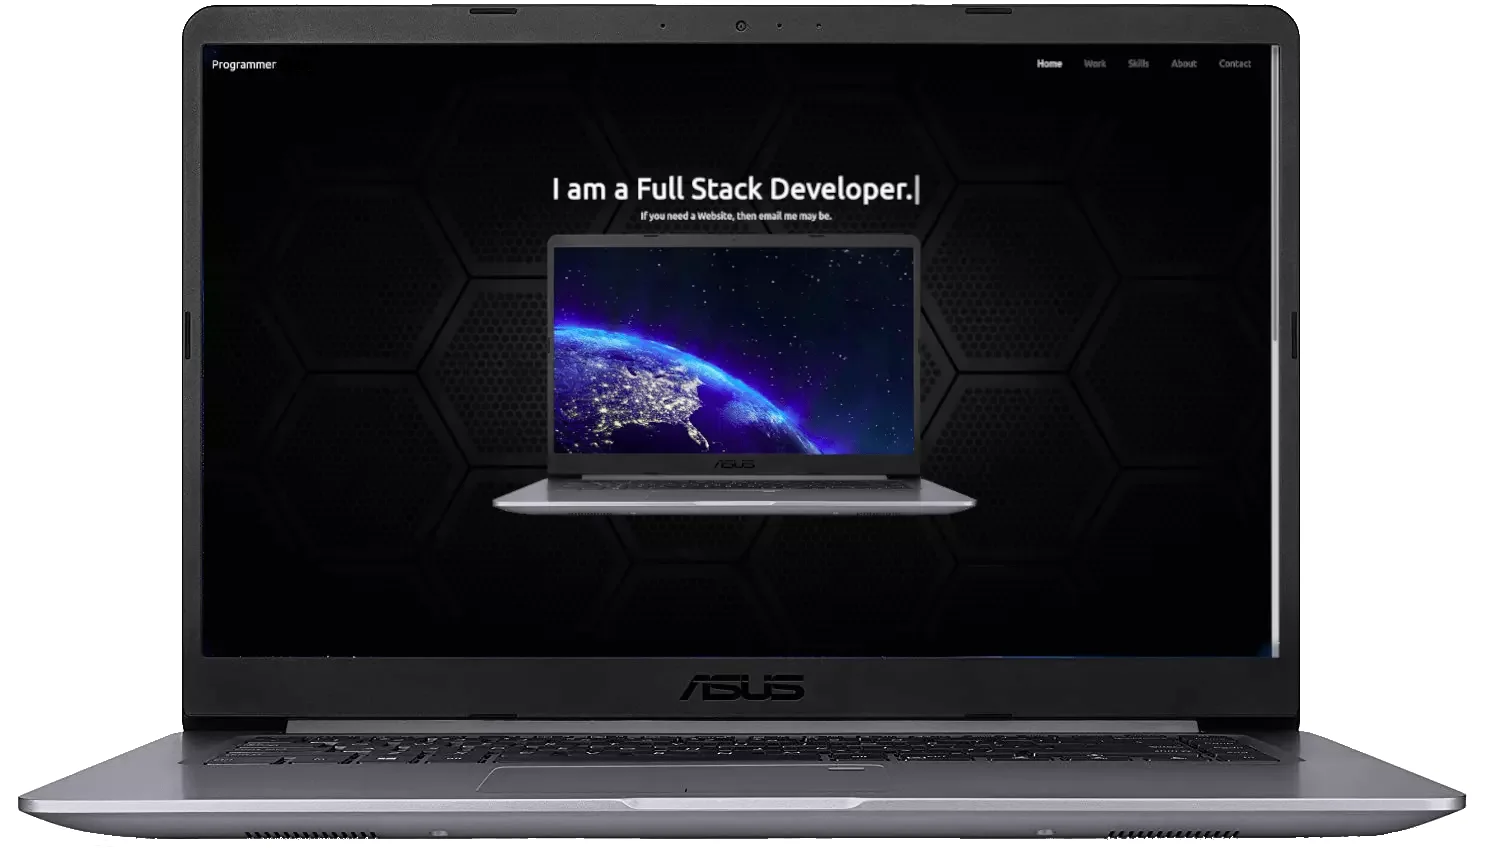 Programmer
Home Work Skills About Contact
I am a Full Stack Developer.
If you need a Website, then email me may be.
ASUS
ASUS